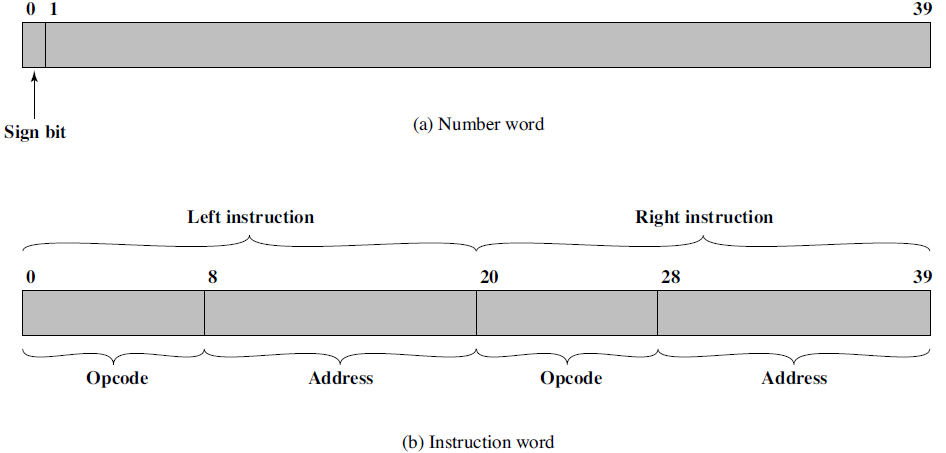 0 1 39
Sign bit
(a) Number word
Left instruction Right instruction
0 8 20 28 39
Opcode Address Opcode Address
(b) Instruction word